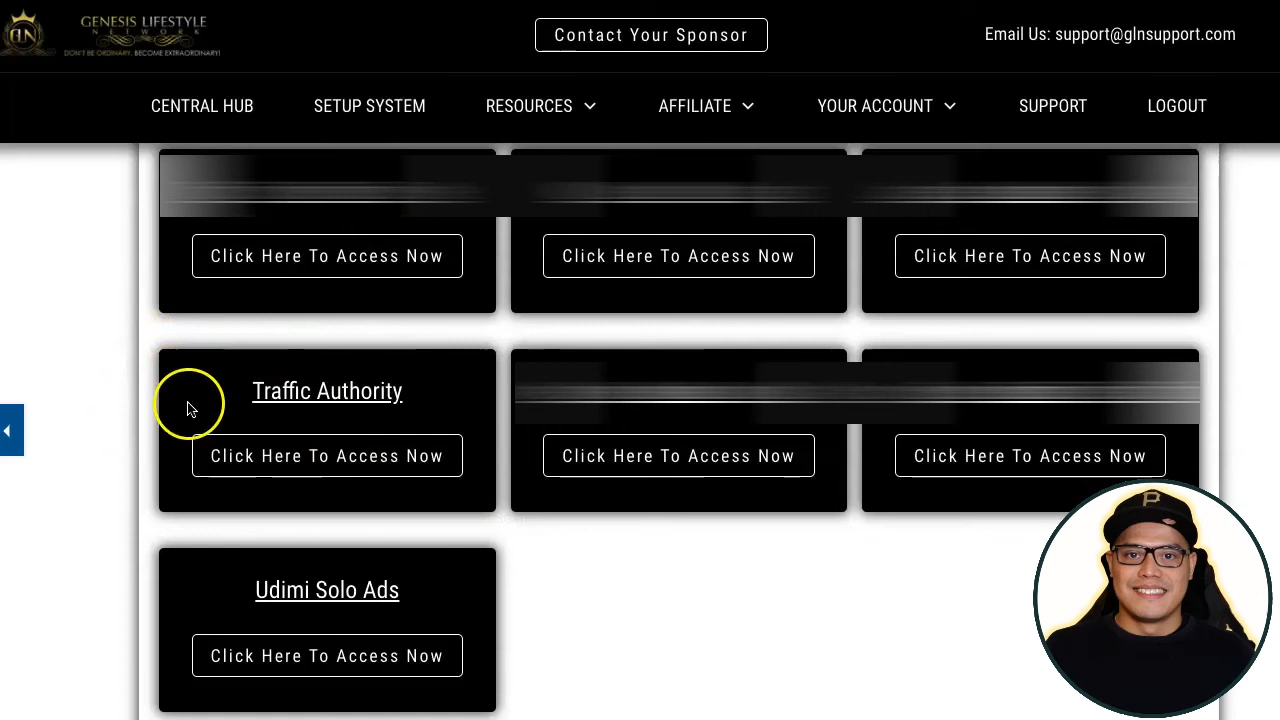 GENESIS LIFESTYLE
NETWORK
DON'T BE ORDINARY. BECOME EXTRAORDINARY!
Contact Your Sponsor
Email Us: support@glnsupport.com
CENTRAL HUB SETUP SYSTEM RESOURCES AFFILIATE YOUR ACCOUNT SUPPORT LOGOUT
Click Here To Access Now Click Here To Access Now Click Here To Access Now
Traffic Authority
Click Here To Access Now Click Here To Access Now Click Here To Access Now
Udimi Solo Ads
Click Here To Access Now
P